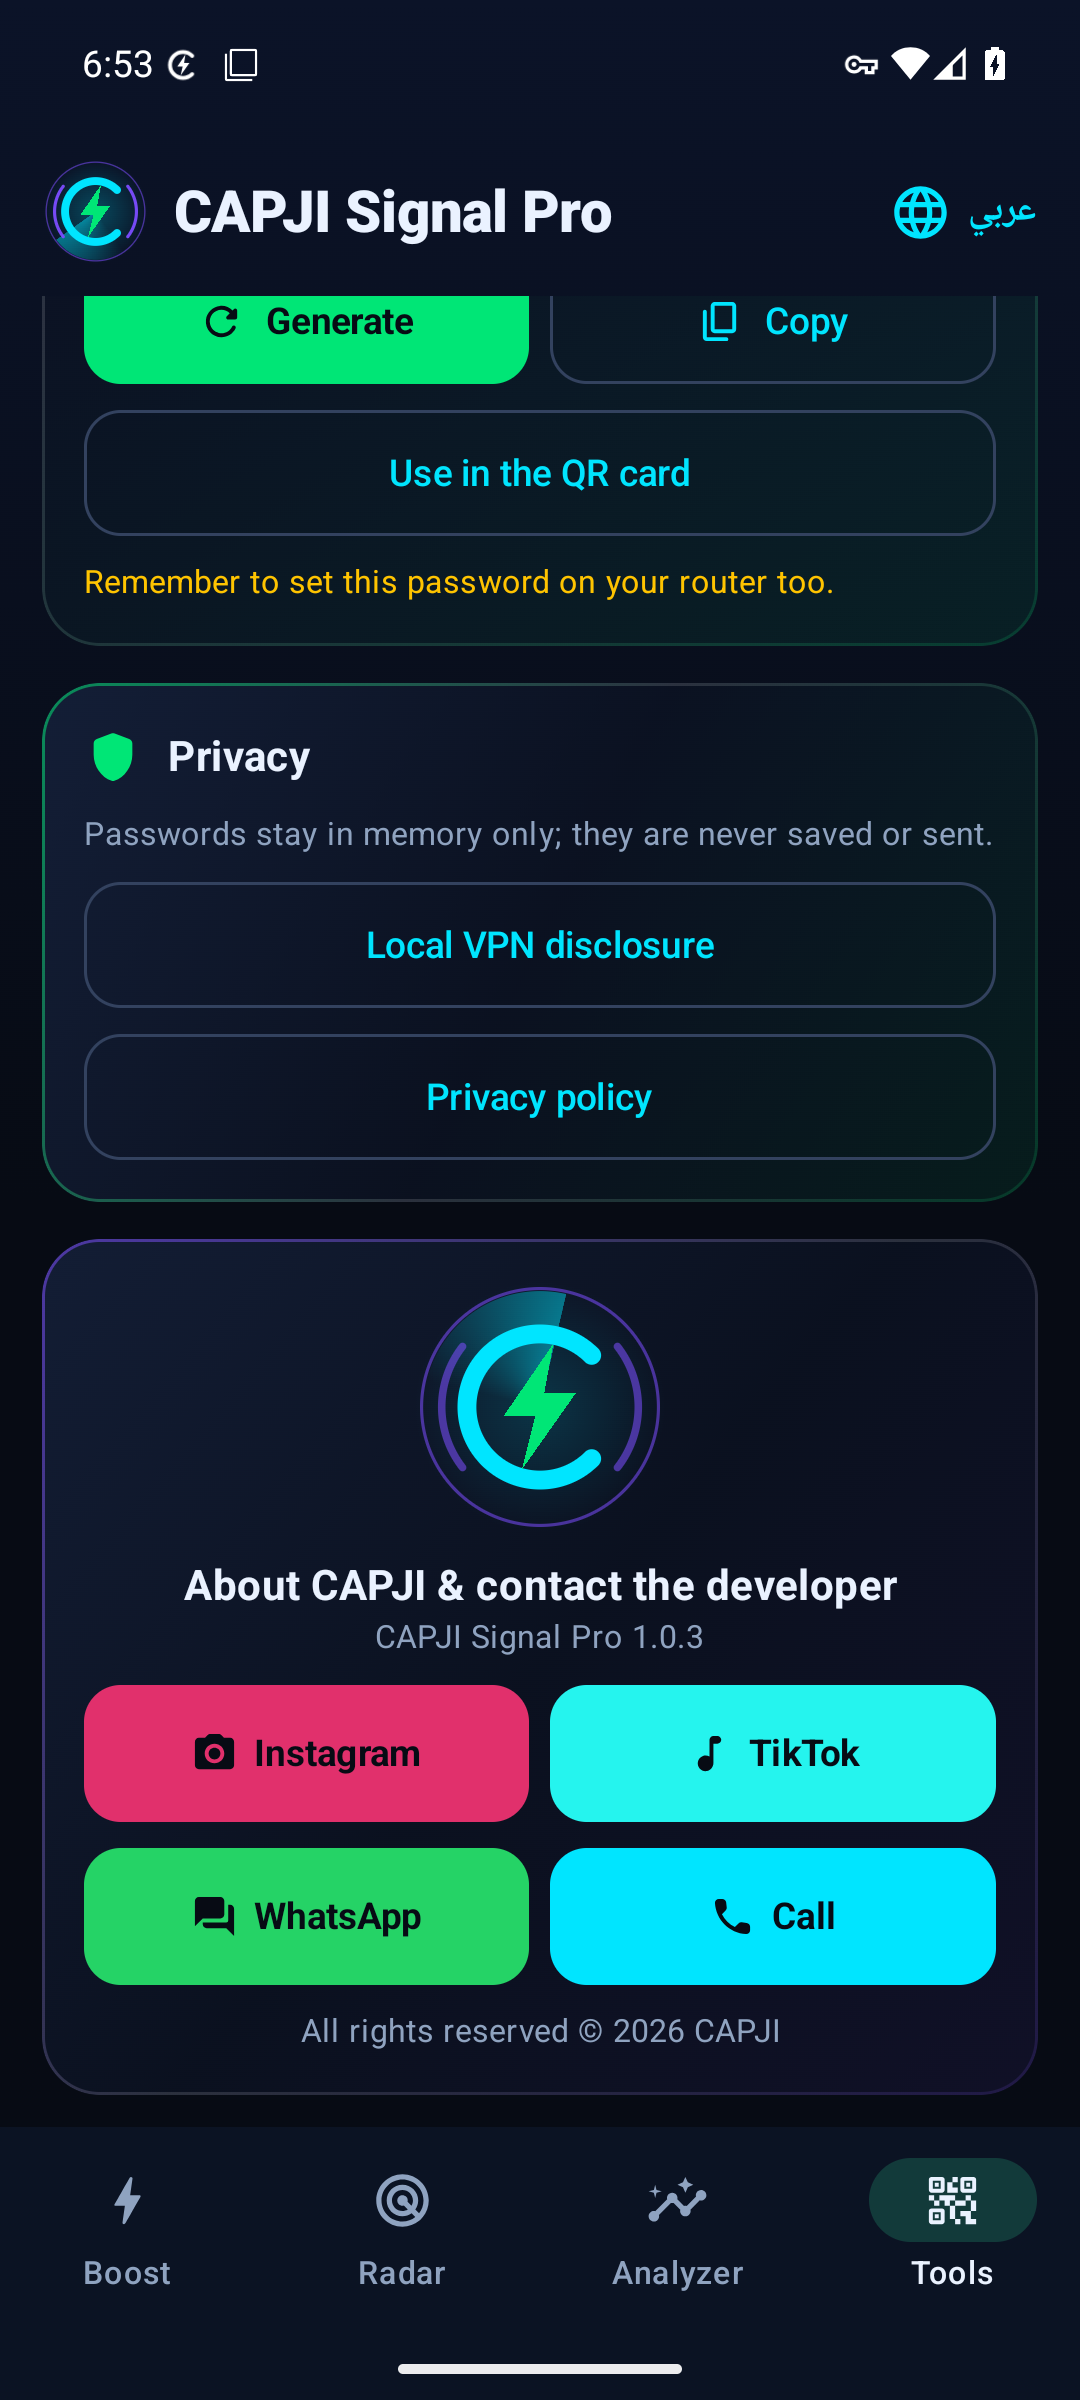 6:53
CAPJI Signal Pro
عربي
Generate
Copy
Use in the QR card
Remember to set this password on your router too.
Privacy
Passwords stay in memory only; they are never saved or sent.
Local VPN disclosure
Privacy policy
About CAPJI & contact the developer
CAPJI Signal Pro 1.0.3
Instagram
TikTok
WhatsApp
Call
All rights reserved © 2026 CAPJI
Boost
Radar
Analyzer
Tools